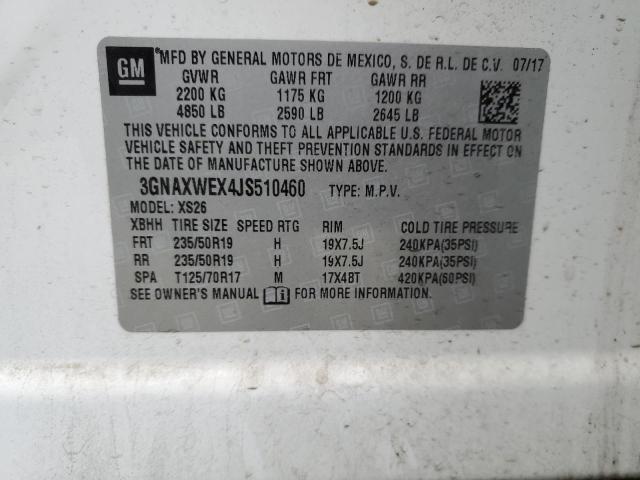 GM
MFD BY GENERAL MOTORS DE MEXICO, S. DE R.L. DE C.V. 07/17
GVWR GAWR FRT GAWR RR
2200 KG 1175 KG 1200 KG
4850 LB 2590 LB 2645 LB
THIS VEHICLE CONFORMS TO ALL APPLICABLE U.S. FEDERAL MOTOR
VEHICLE SAFETY AND THEFT PREVENTION STANDARDS IN EFFECT ON
THE DATE OF MANUFACTURE SHOWN ABOVE.
3GNAXWEX4JS510460 TYPE: M.P.V.
MODEL: XS26
XBHH TIRE SIZE SPEED RTG RIM COLD TIRE PRESSURE
FRT 235/50R19 H 19X7.5J 240KPA(35PSI)
RR 235/50R19 H 19X7.5J 240KPA(35PSI)
SPA T125/70R17 M 17X4BT 420KPA(60PSI)
SEE OWNER'S MANUAL FOR MORE INFORMATION.